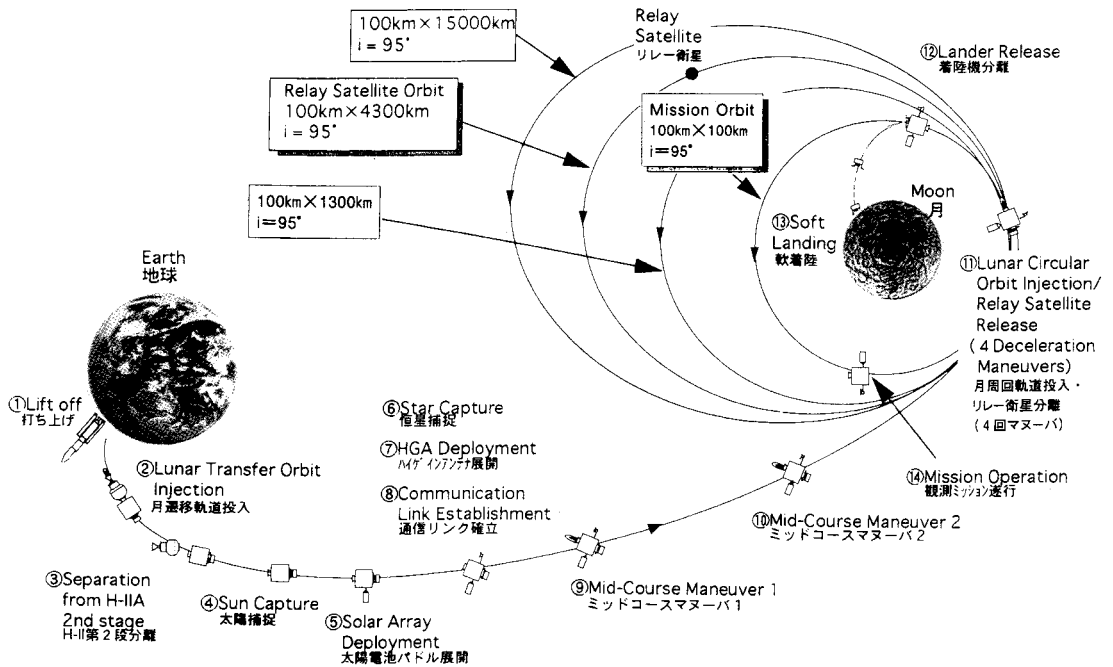 100km×15000km
i = 95°
Relay Satellite Orbit
100km×4300km
i = 95°
100km×1300km
i=95°
Relay
Satellite
リレー衛星
Mission Orbit
100km×100km
i=95°
⑫Lander Release
着陸機分離
Moon
月
⑬Soft
Landing
軟着陸
⑪Lunar Circular
Orbit Injection/
Relay Satellite
Release
(4 Deceleration
Maneuvers)
月周回軌道投入・
リレー衛星分離
(4回マヌーバ)
Earth
地球
①Lift off
打ち上げ
②Lunar Transfer Orbit
Injection
月遷移軌道投入
③Separation
from H-IIA
2nd stage
H-II第2段分離
④Sun Capture
太陽捕捉
⑤Solar Array
Deployment
太陽電池パドル展開
⑥Star Capture
恒星捕捉
⑦HGA Deployment
ハイゲインアンテナ展開
⑧Communication
Link Establishment
通信リンク確立
⑨Mid-Course Maneuver 1
ミッドコースマヌーバ1
⑩Mid-Course Maneuver 2
ミッドコースマヌーバ2
⑭Mission Operation
観測ミッション遂行